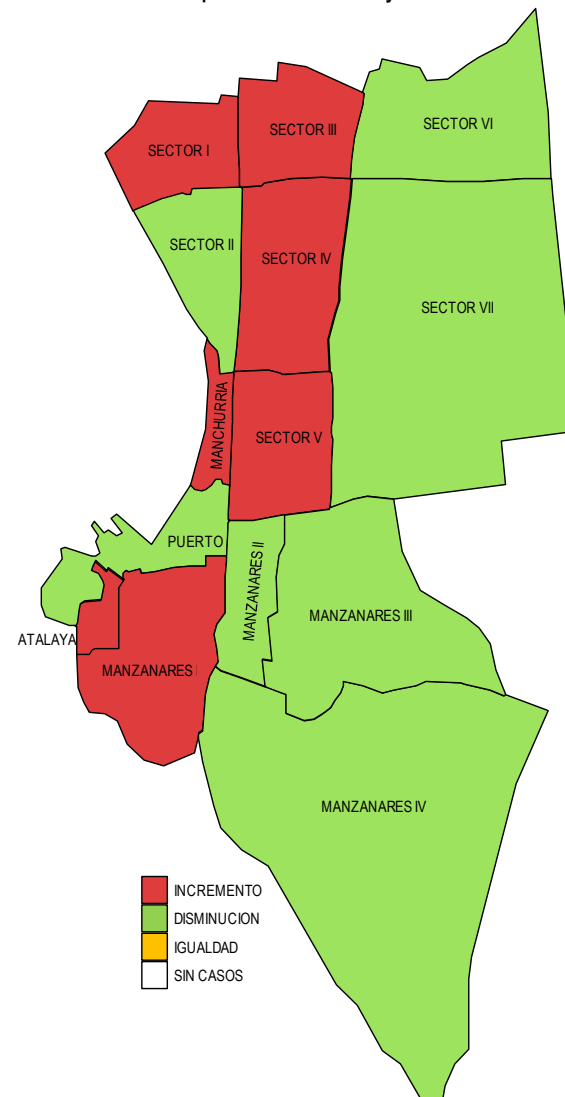 SECTOR VI
SECTOR III
SECTOR I
SECTOR II
SECTOR IV
SECTOR VII
MANCHURRIA
SECTOR V
PUERTO
MANZANARES II
MANZANARES III
ATALAYA
MANZANARES I
MANZANARES IV
INCREMENTO
DISMINUCION
IGUALDAD
SIN CASOS